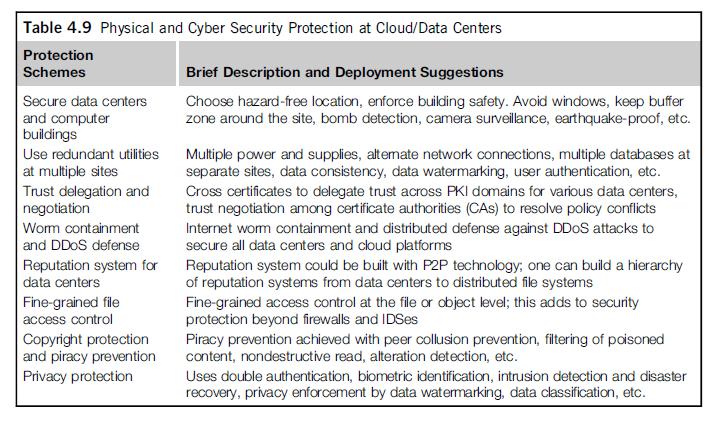 Table 4.9 Physical and Cyber Security Protection at Cloud/Data Centers
Protection
Schemes
Brief Description and Deployment Suggestions
Secure data centers
and computer
buildings
Choose hazard-free location, enforce building safety. Avoid windows, keep buffer
zone around the site, bomb detection, camera surveillance, earthquake-proof, etc.
Use redundant utilities
at multiple sites
Multiple power and supplies, alternate network connections, multiple databases at
separate sites, data consistency, data watermarking, user authentication, etc.
Trust delegation and
negotiation
Cross certificates to delegate trust across PKI domains for various data centers,
trust negotiation among certificate authorities (CAs) to resolve policy conflicts
Worm containment
and DDoS defense
Internet worm containment and distributed defense against DDoS attacks to
secure all data centers and cloud platforms
Reputation system for
data centers
Reputation system could be built with P2P technology; one can build a hierarchy
of reputation systems from data centers to distributed file systems
Fine-grained file
access control
Fine-grained access control at the file or object level; this adds to security
protection beyond firewalls and IDSes
Copyright protection
and piracy prevention
Piracy prevention achieved with peer collusion prevention, filtering of poisoned
content, nondestructive read, alteration detection, etc.
Privacy protection
Uses double authentication, biometric identification, intrusion detection and disaster
recovery, privacy enforcement by data watermarking, data classification, etc.